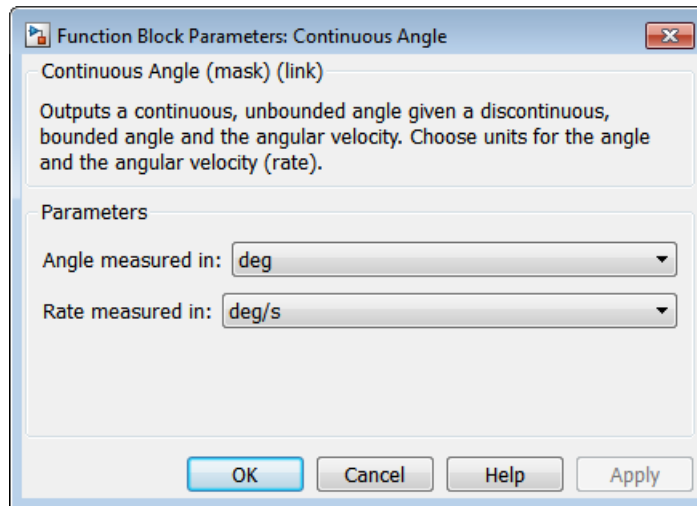 Function Block Parameters: Continuous Angle
Continuous Angle (mask) (link)
Outputs a continuous, unbounded angle given a discontinuous,
bounded angle and the angular velocity. Choose units for the angle
and the angular velocity (rate).
Parameters
Angle measured in: deg
Rate measured in: deg/s
OK Cancel Help Apply